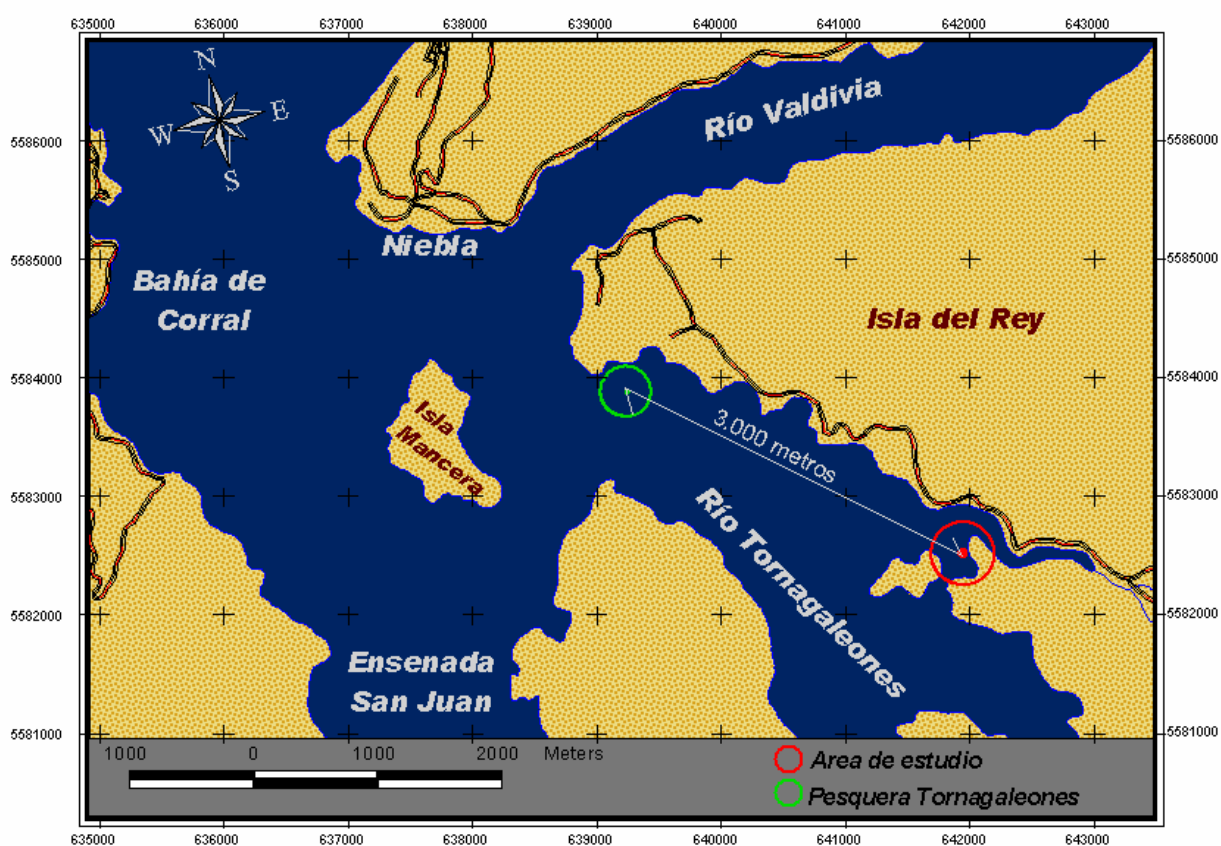 635000 636000 637000 638000 639000 640000 641000 642000 643000
N
W E
S
Río Valdivia
5586000 5586000
Niebla
5585000 5585000
Bahía de
Corral
Isla del Rey
5584000 5584000
Isla
Mancera
3.000 metros
5583000 5583000
Río Tornagaleones
5582000 5582000
Ensenada
San Juan
5581000 5581000
1000 0 1000 2000 Meters
Area de estudio
Pesquera Tornagaleones
635000 636000 637000 638000 639000 640000 641000 642000 643000